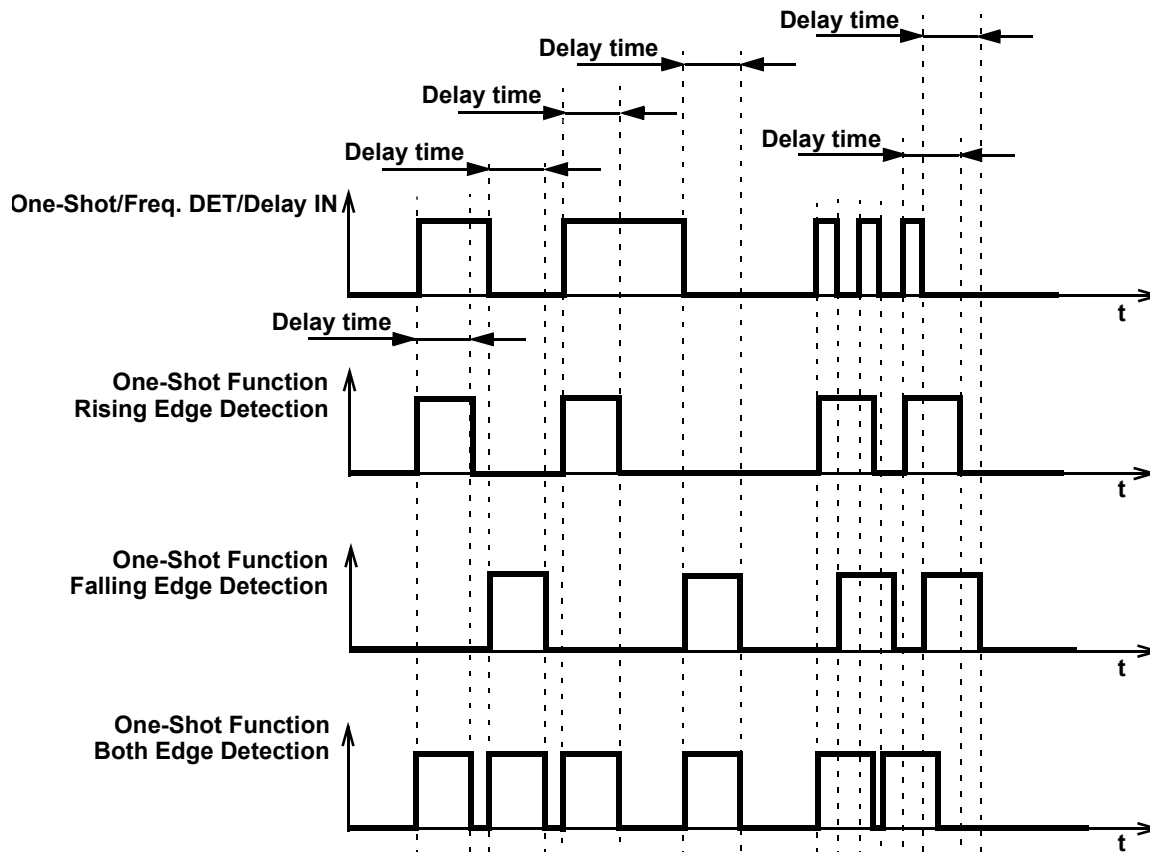 Delay time
Delay time
Delay time
Delay time
Delay time
One-Shot/Freq. DET/Delay IN
t
Delay time
One-Shot Function
Rising Edge Detection
t
One-Shot Function
Falling Edge Detection
t
One-Shot Function
Both Edge Detection
t